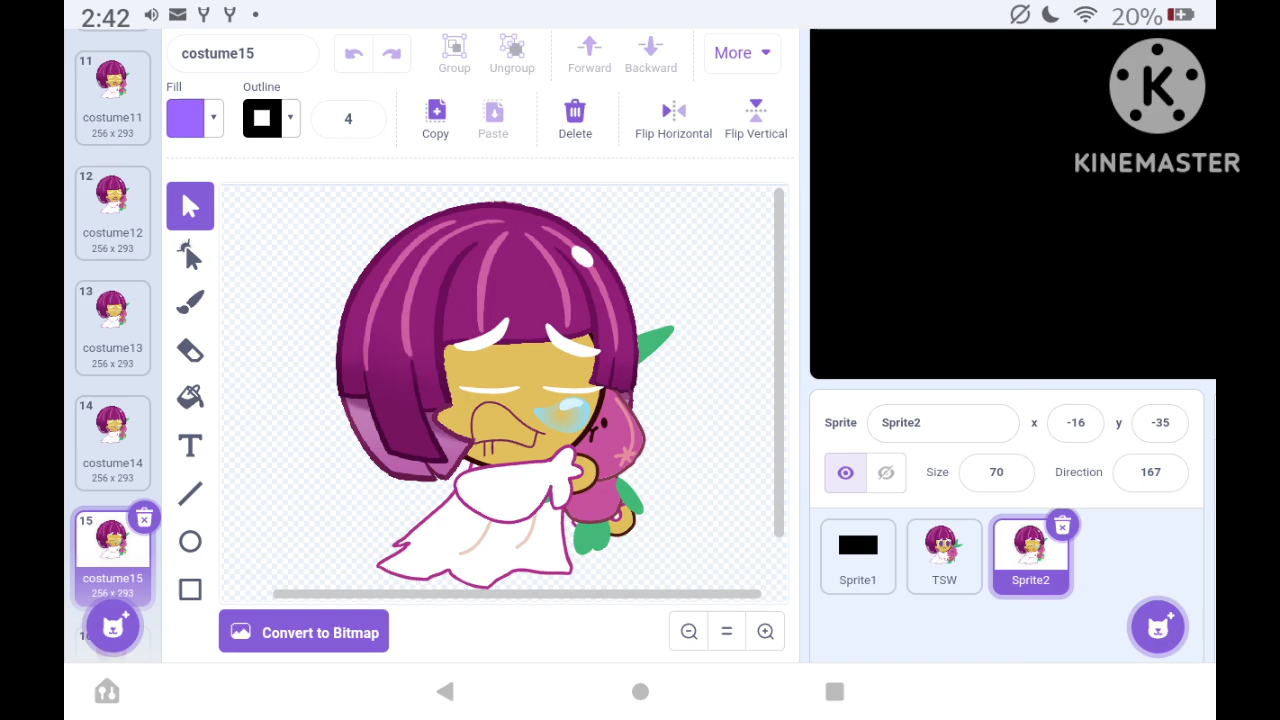 2:42
20%
K
KINEMASTER
costume15
Group
Ungroup
Forward
Backward
More
Fill
Outline
4
Copy
Paste
Delete
Flip Horizontal
Flip Vertical
11
costume11
256 x 293
12
costume12
256 x 293
13
costume13
256 x 293
14
costume14
256 x 293
15
costume15
256 x 293
T
Convert to Bitmap
Sprite
Sprite2
x
-16
y
-35
Size
70
Direction
167
Sprite1
TSW
Sprite2